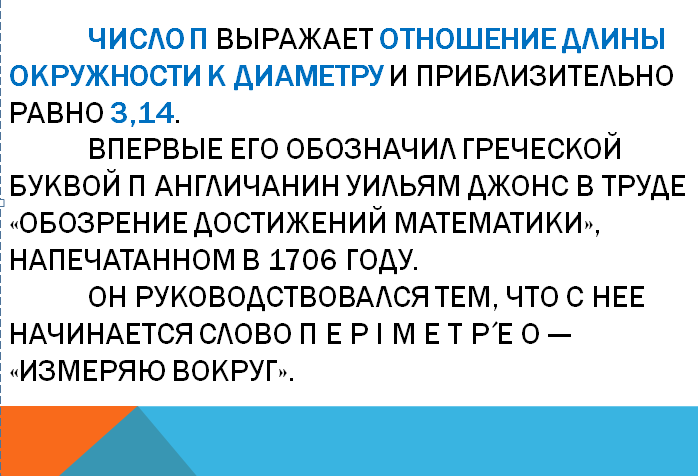 ЧИСЛО П ВЫРАЖАЕТ ОТНОШЕНИЕ ДЛИНЫ
ОКРУЖНОСТИ К ДИАМЕТРУ И ПРИБЛИЗИТЕЛЬНО
РАВНО 3,14.
ВПЕРВЫЕ ЕГО ОБОЗНАЧИЛ ГРЕЧЕСКОЙ
БУКВОЙ П АНГЛИЧАНИН УИЛЬЯМ ДЖОНС В ТРУДЕ
«ОБОЗРЕНИЕ ДОСТИЖЕНИЙ МАТЕМАТИКИ»,
НАПЕЧАТАННОМ В 1706 ГОДУ.
ОН РУКОВОДСТВОВАЛСЯ ТЕМ, ЧТО С НЕЕ
НАЧИНАЕТСЯ СЛОВО П Е Р І М Е Т Р′Е О —
«ИЗМЕРЯЮ ВОКРУГ».